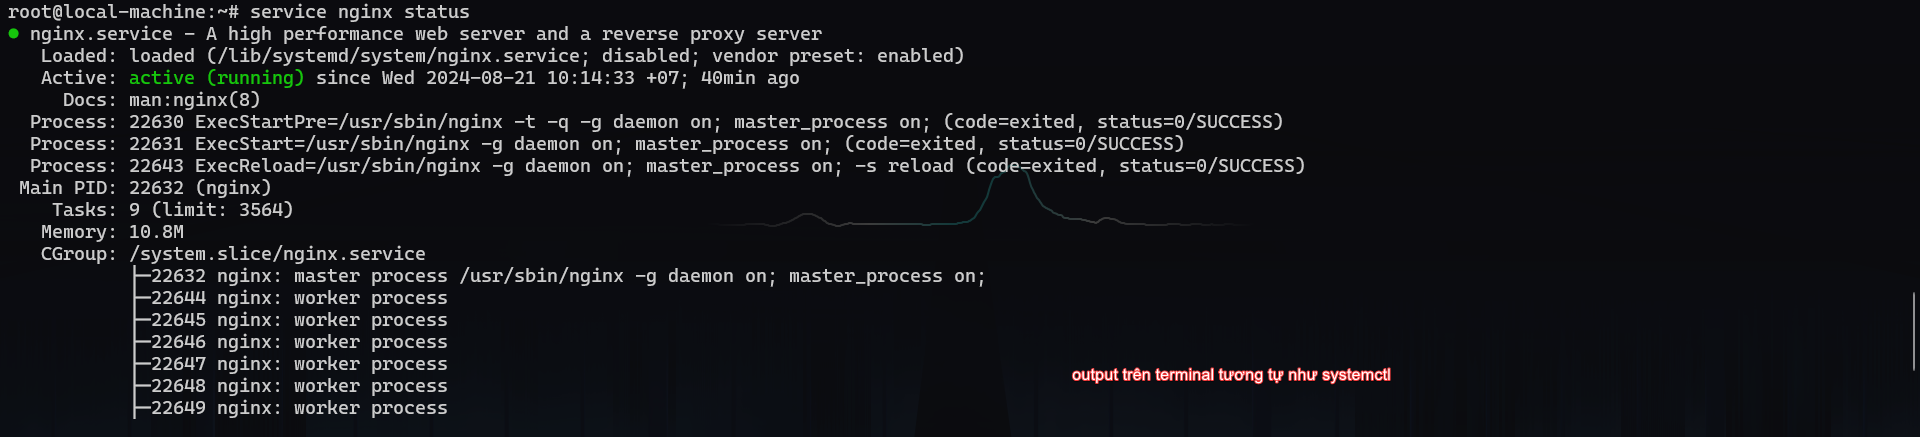 root@local-machine:~# service nginx status
● nginx.service - A high performance web server and a reverse proxy server
Loaded: loaded (/lib/systemd/system/nginx.service; disabled; vendor preset: enabled)
Active: active (running) since Wed 2024-08-21 10:14:33 +07; 40min ago
Docs: man:nginx(8)
Process: 22630 ExecStartPre=/usr/sbin/nginx -t -q -g daemon on; master_process on; (code=exited, status=0/SUCCESS)
Process: 22631 ExecStart=/usr/sbin/nginx -g daemon on; master_process on; (code=exited, status=0/SUCCESS)
Process: 22643 ExecReload=/usr/sbin/nginx -g daemon on; master_process on; -s reload (code=exited, status=0/SUCCESS)
Main PID: 22632 (nginx)
Tasks: 9 (limit: 3564)
Memory: 10.8M
CGroup: /system.slice/nginx.service
├─22632 nginx: master process /usr/sbin/nginx -g daemon on; master_process on;
├─22644 nginx: worker process
├─22645 nginx: worker process
├─22646 nginx: worker process
├─22647 nginx: worker process
output trên terminal tương tự như systemctl
├─22648 nginx: worker process
├─22649 nginx: worker process